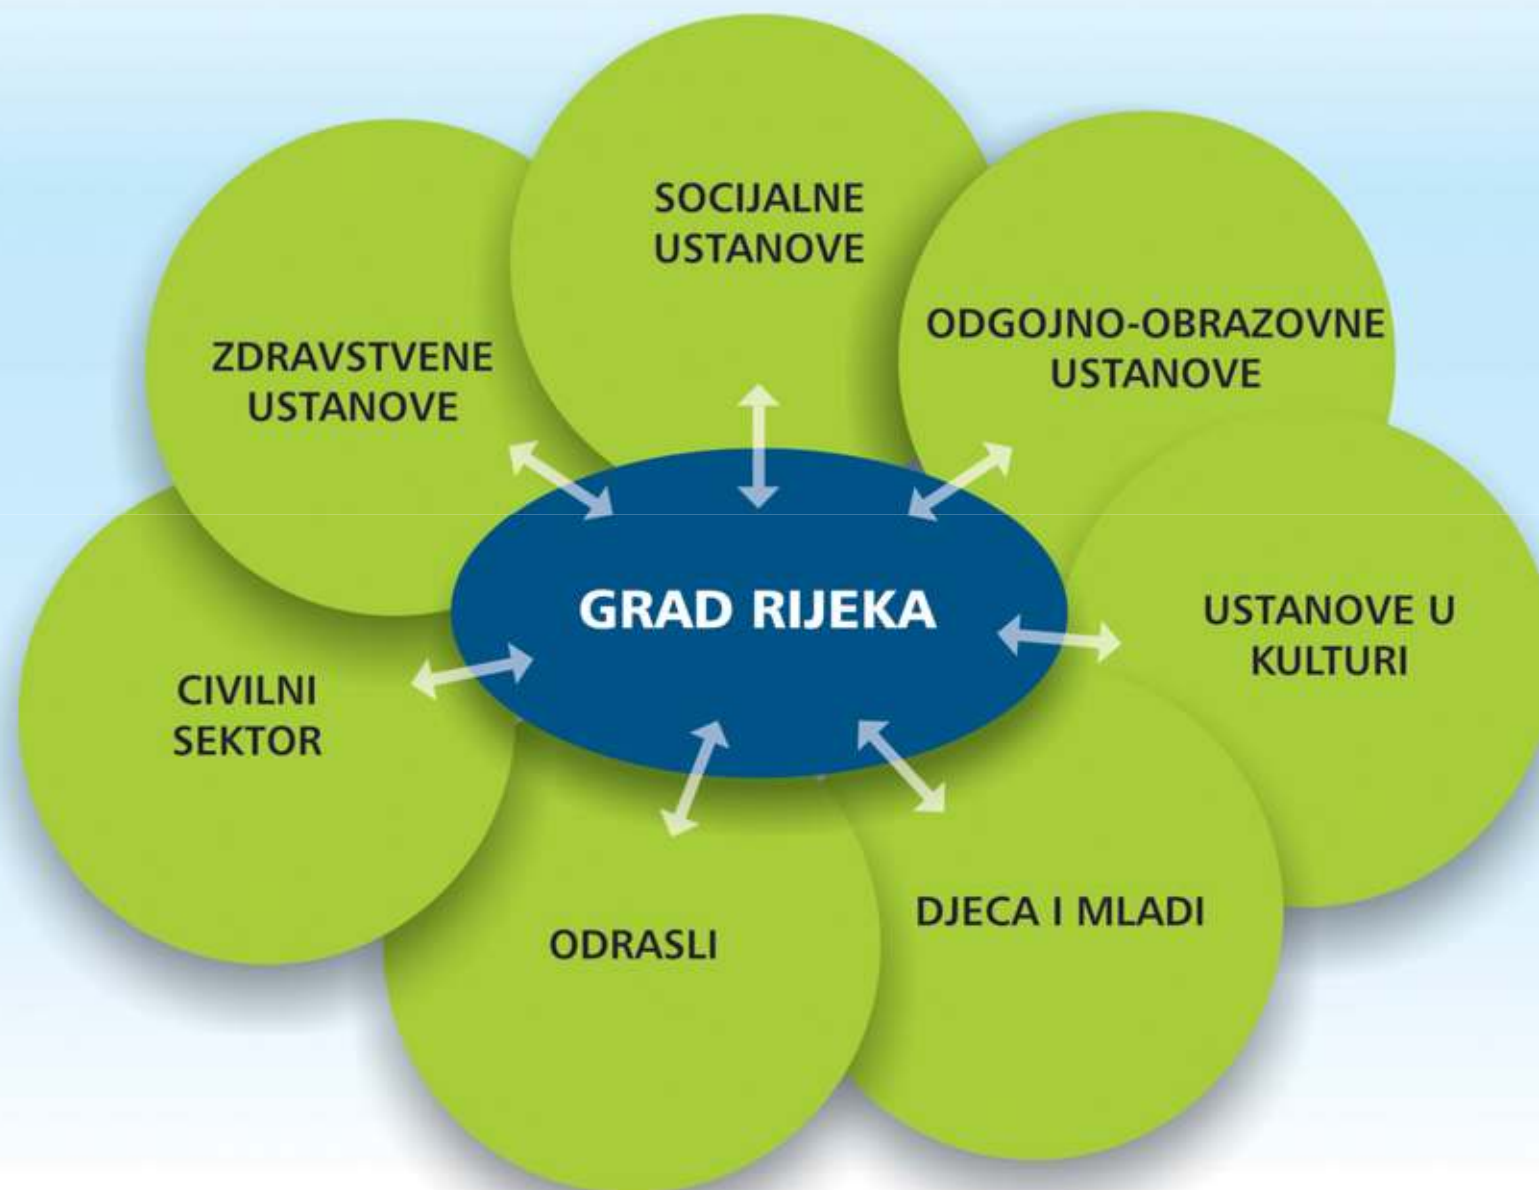 SOCIJALNE
USTANOVE
ODGOJNO-OBRAZOVNE
USTANOVE
ZDRAVSTVENE
USTANOVE
GRAD RIJEKA
USTANOVE U
KULTURI
CIVILNI
SEKTOR
DJECA I MLADI
ODRASLI